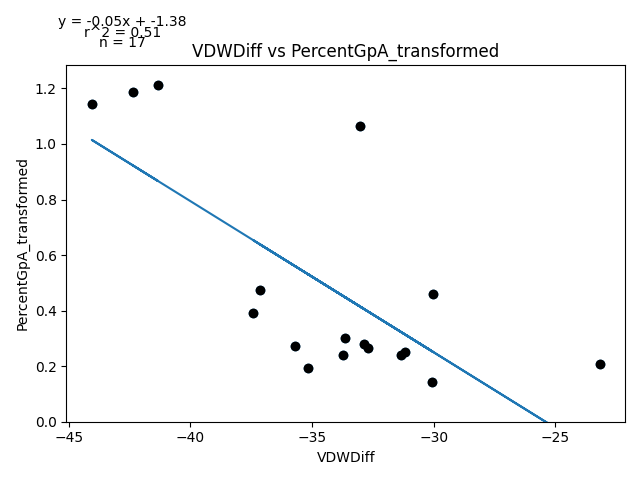 y = -0.05x + -1.38
r^2 = 0.51
n = 17
VDWDiff vs PercentGpA_transformed
PercentGpA_transformed
1.2
1.0
0.8
0.6
0.4
0.2
0.0
−45 −40 −35 −30 −25
VDWDiff